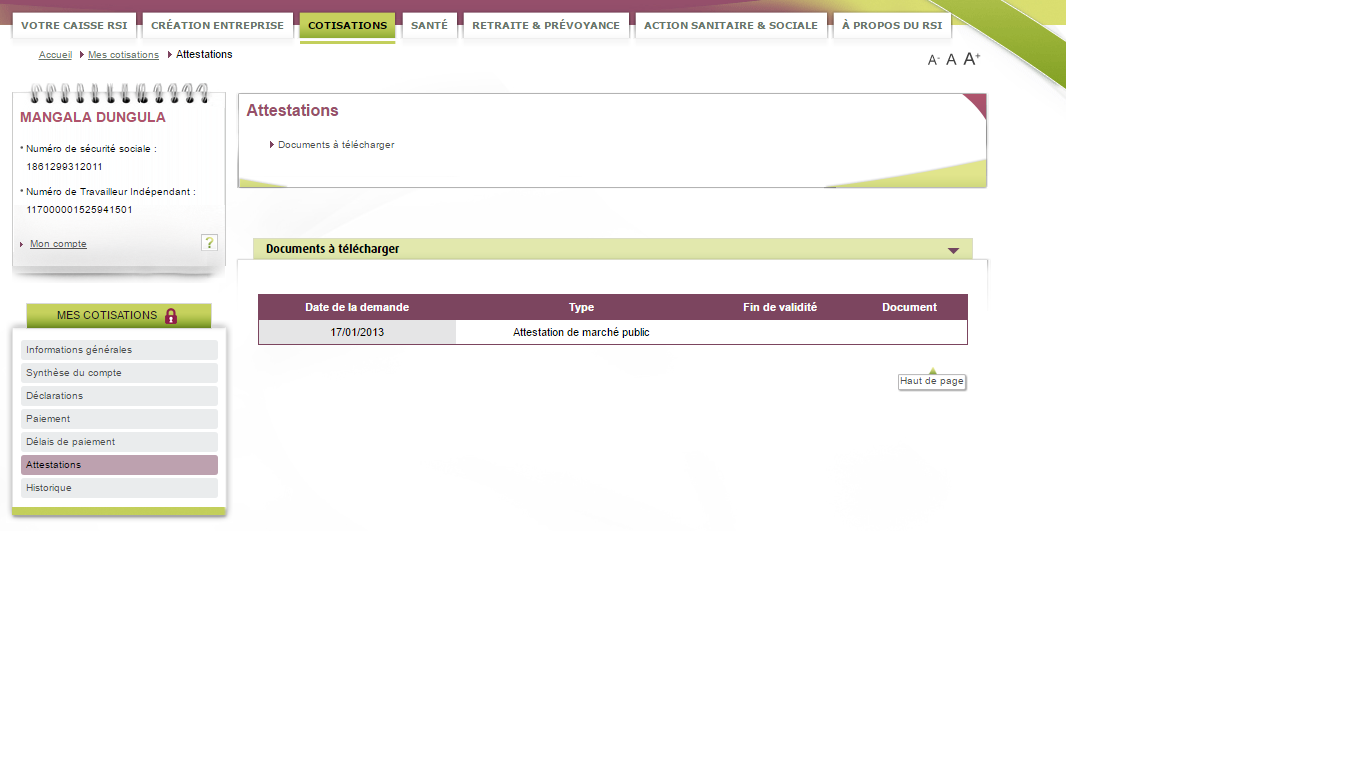 VOTRE CAISSE RSI CRÉATION ENTREPRISE COTISATIONS SANTÉ RETRAITE & PRÉVOYANCE ACTION SANITAIRE & SOCIALE À PROPOS DU RSI
Accueil Mes cotisations Attestations
A- A A+
MANGALA DUNGULA
Numéro de sécurité sociale :
1861299312011
Numéro de Travailleur Indépendant :
117000001525941501
Mon compte ?
MES COTISATIONS
Informations générales
Synthèse du compte
Déclarations
Paiement
Délais de paiement
Attestations
Historique
Attestations
Documents à télécharger
Documents à télécharger
Date de la demande Type Fin de validité Document
17/01/2013 Attestation de marché public
Haut de page